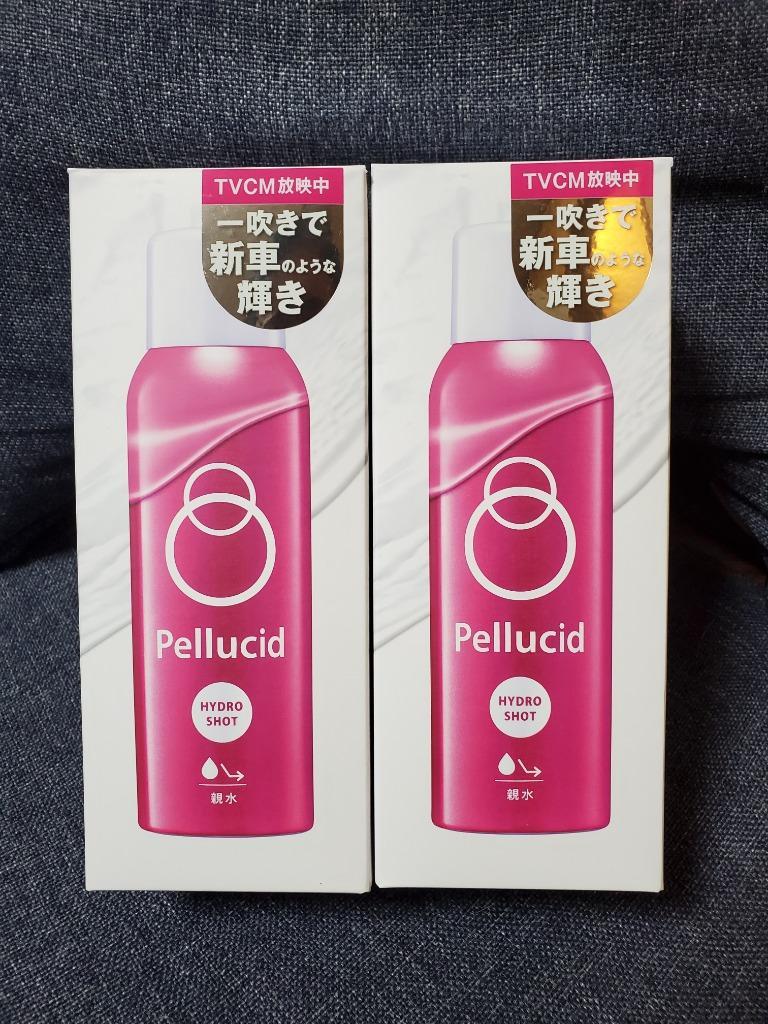 TVCM放映中
一吹きで
新車のような
輝き
Pellucid
HYDRO
SHOT
親水
TVCM放映中
一吹きで
新車のような
輝き
Pellucid
HYDRO
SHOT
親水